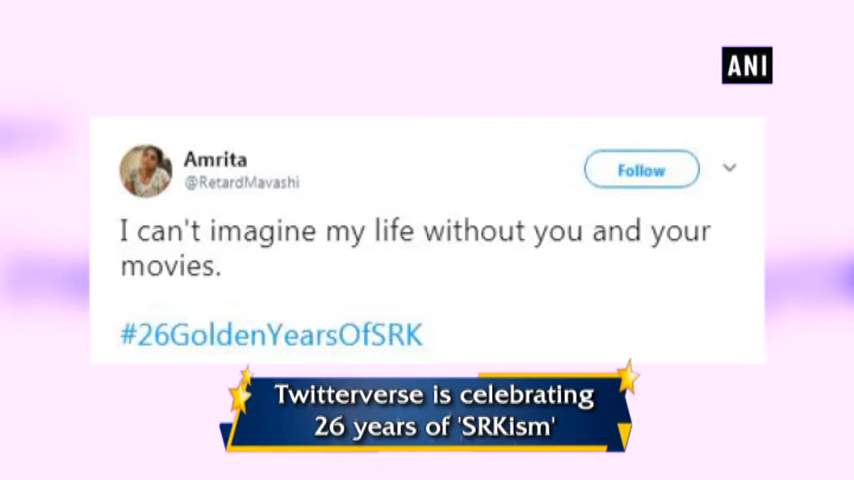 ANI
Amrita
@RetardMavashi
Follow
I can't imagine my life without you and your
movies.
#26GoldenYearsOfSRK
Twitterverse is celebrating
26 years of 'SRKism'